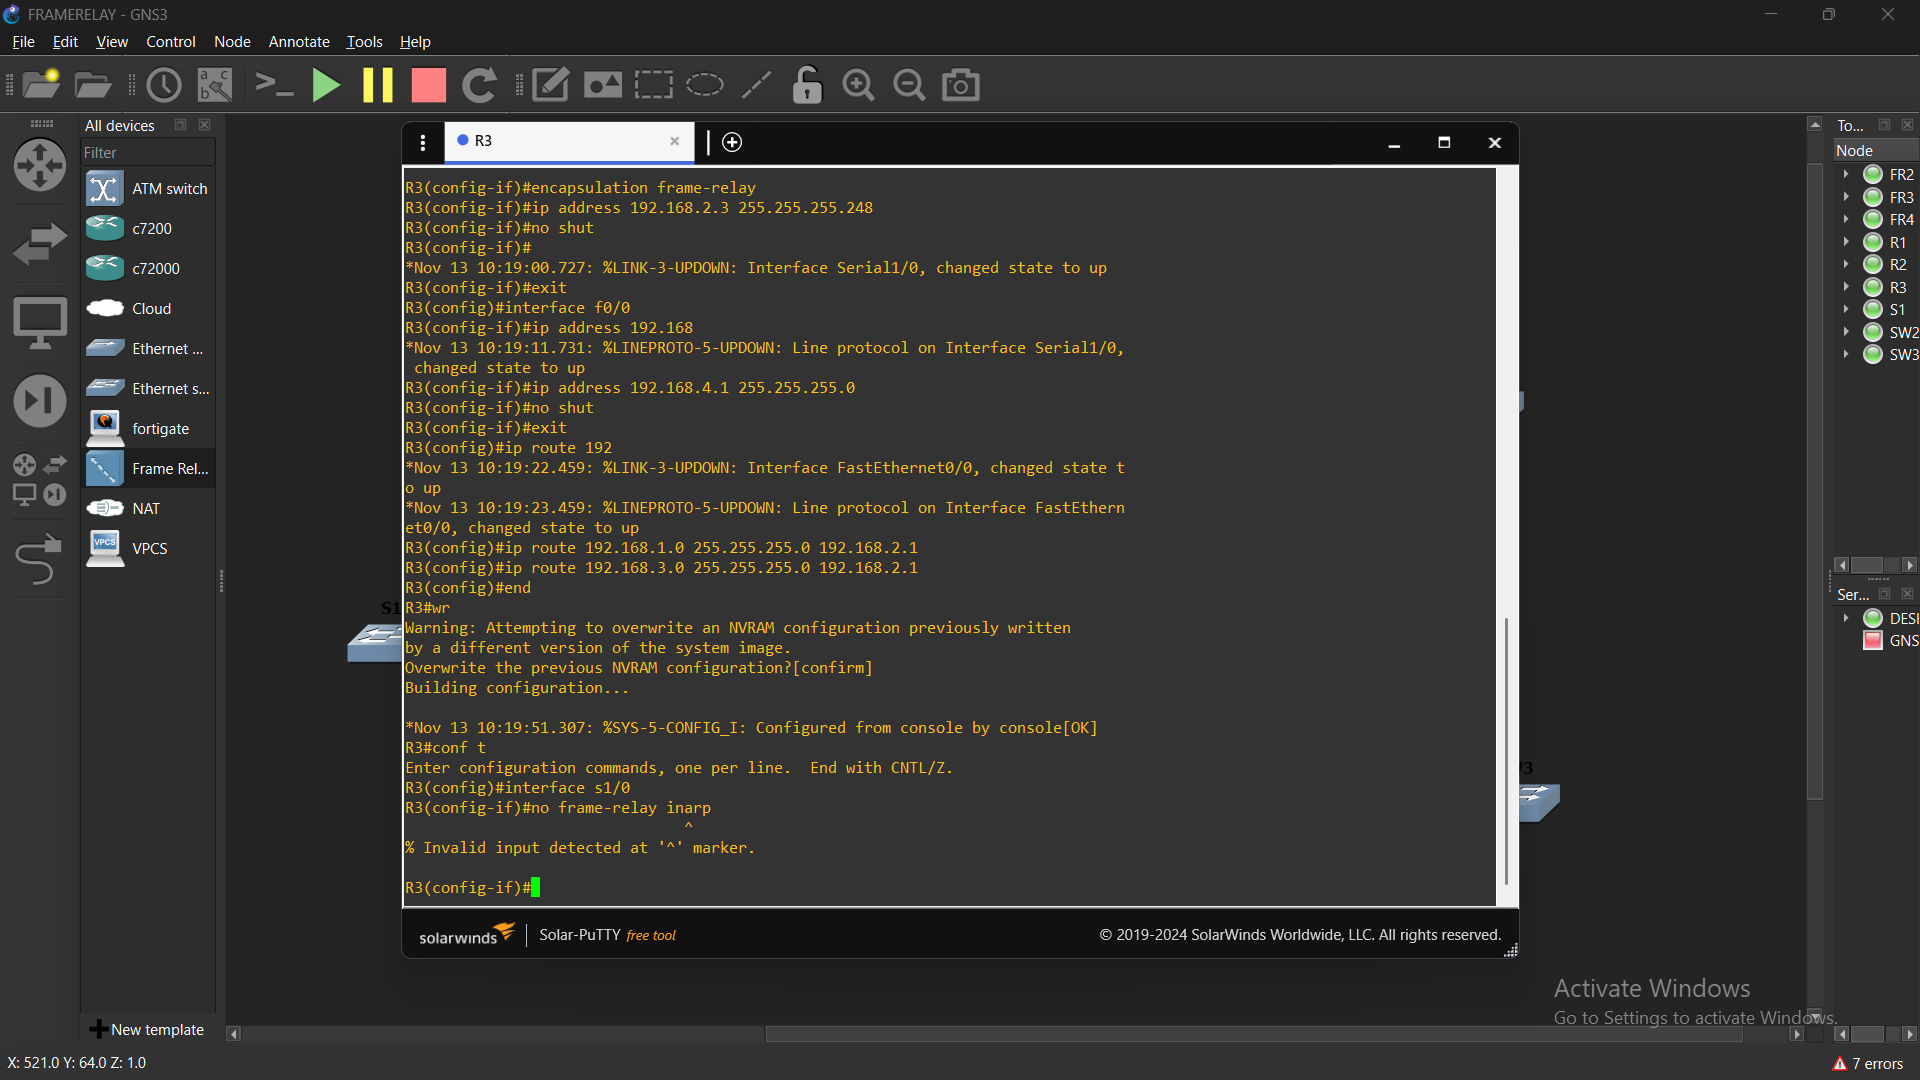 FRAMERELAY - GNS3
File Edit View Control Node Annotate Tools Help
All devices
Filter
ATM switch
c7200
c72000
Cloud
Ethernet ...
Ethernet s...
fortigate
Frame Rel...
NAT
VPCS
New template
S1
R3
R3(config-if)#encapsulation frame-relay
R3(config-if)#ip address 192.168.2.3 255.255.255.248
R3(config-if)#no shut
R3(config-if)#
*Nov 13 10:19:00.727: %LINK-3-UPDOWN: Interface Serial1/0, changed state to up
R3(config-if)#exit
R3(config)#interface f0/0
R3(config-if)#ip address 192.168
*Nov 13 10:19:11.731: %LINEPROTO-5-UPDOWN: Line protocol on Interface Serial1/0,
changed state to up
R3(config-if)#ip address 192.168.4.1 255.255.255.0
R3(config-if)#no shut
R3(config-if)#exit
R3(config)#ip route 192
*Nov 13 10:19:22.459: %LINK-3-UPDOWN: Interface FastEthernet0/0, changed state t
o up
*Nov 13 10:19:23.459: %LINEPROTO-5-UPDOWN: Line protocol on Interface FastEthern
et0/0, changed state to up
R3(config)#ip route 192.168.1.0 255.255.255.0 192.168.2.1
R3(config)#ip route 192.168.3.0 255.255.255.0 192.168.2.1
R3(config)#end
R3#wr
Warning: Attempting to overwrite an NVRAM configuration previously written
by a different version of the system image.
Overwrite the previous NVRAM configuration?[confirm]
Building configuration...
*Nov 13 10:19:51.307: %SYS-5-CONFIG_I: Configured from console by console[OK]
R3#conf t
Enter configuration commands, one per line.  End with CNTL/Z.
R3(config)#interface s1/0
R3(config-if)#no frame-relay inarp
^
% Invalid input detected at '^' marker.
R3(config-if)#
solarwinds Solar-PuTTY free tool
© 2019-2024 SolarWinds Worldwide, LLC. All rights reserved.
To...
Node
FR2
FR3
FR4
R1
R2
R3
S1
SW2
SW3
Ser...
DESI
GNS
Activate Windows
Go to Settings to activate Windows.
X: 521.0 Y: 64.0 Z: 1.0
7 errors